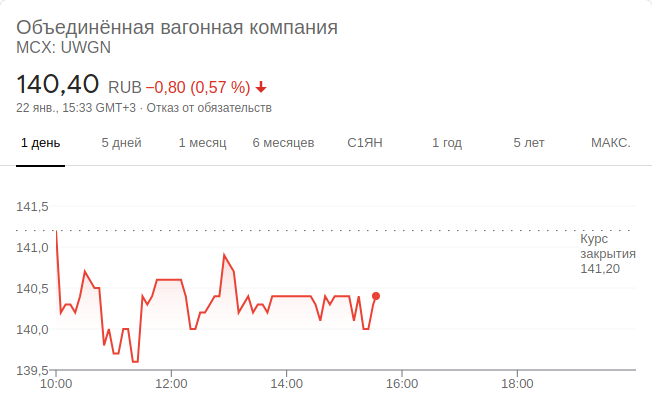 Объединённая вагонная компания
MCX: UWGN
140,40 RUB −0,80 (0,57 %)
22 янв., 15:33 GMT+3 · Отказ от обязательств
1 день 5 дней 1 месяц 6 месяцев С1ЯН 1 год 5 лет МАКС.
141,5
141,0
140,5
140,0
139,5
Курс
закрытия
141,20
10:00 12:00 14:00 16:00 18:00